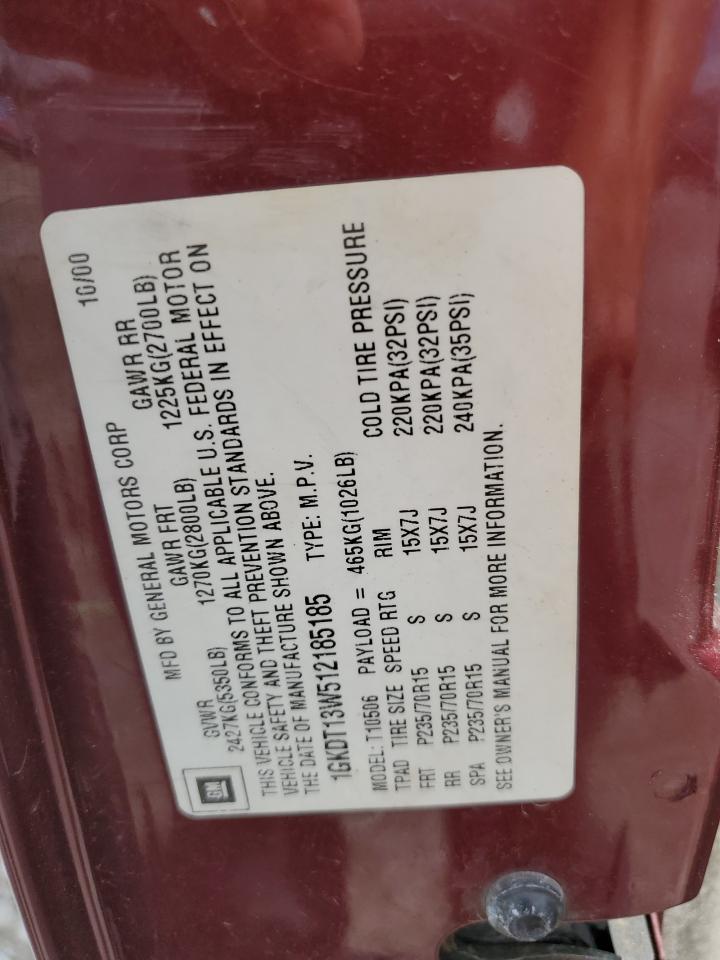 MFD BY GENERAL MOTORS CORP 10/00
GVWR GAWR FRT GAWR RR
2427KG(5350LB) 1270KG(2800LB) 1225KG(2700LB)
THIS VEHICLE CONFORMS TO ALL APPLICABLE U.S. FEDERAL MOTOR
VEHICLE SAFETY AND THEFT PREVENTION STANDARDS IN EFFECT ON
THE DATE OF MANUFACTURE SHOWN ABOVE.
1GKDT13W512185185 TYPE: M.P.V.
MODEL: T10506 PAYLOAD = 465KG(1026LB)
TPAD TIRE SIZE SPEED RTG RIM COLD TIRE PRESSURE
FRT P235/70R15 S 15X7J 220KPA(32PSI)
RR P235/70R15 S 15X7J 220KPA(32PSI)
SPA P235/70R15 S 15X7J 240KPA(35PSI)
SEE OWNER'S MANUAL FOR MORE INFORMATION.
GM